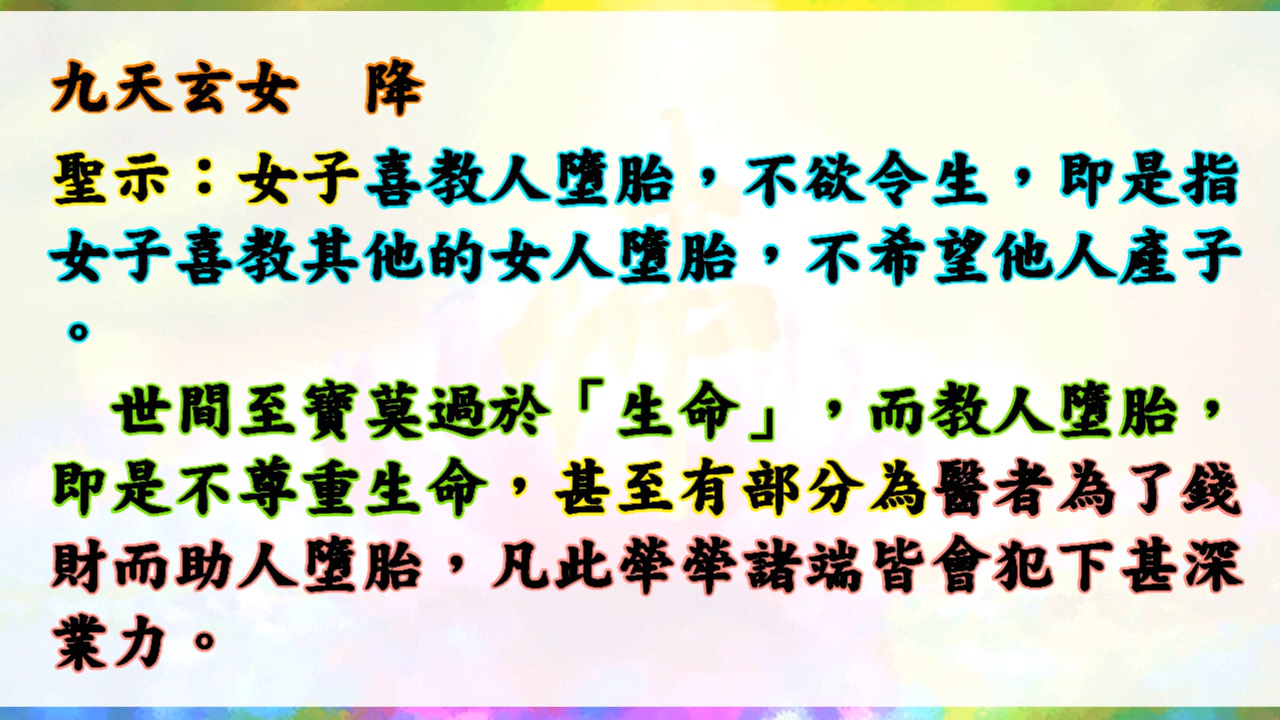 九天玄女　降
聖示：女子喜教人墮胎，不欲令生，即是指
女子喜教其他的女人墮胎，不希望他人產子
。
世間至寶莫過於「生命」，而教人墮胎，
即是不尊重生命，甚至有部分為醫者為了錢
財而助人墮胎，凡此犖犖諸端皆會犯下甚深
業力。